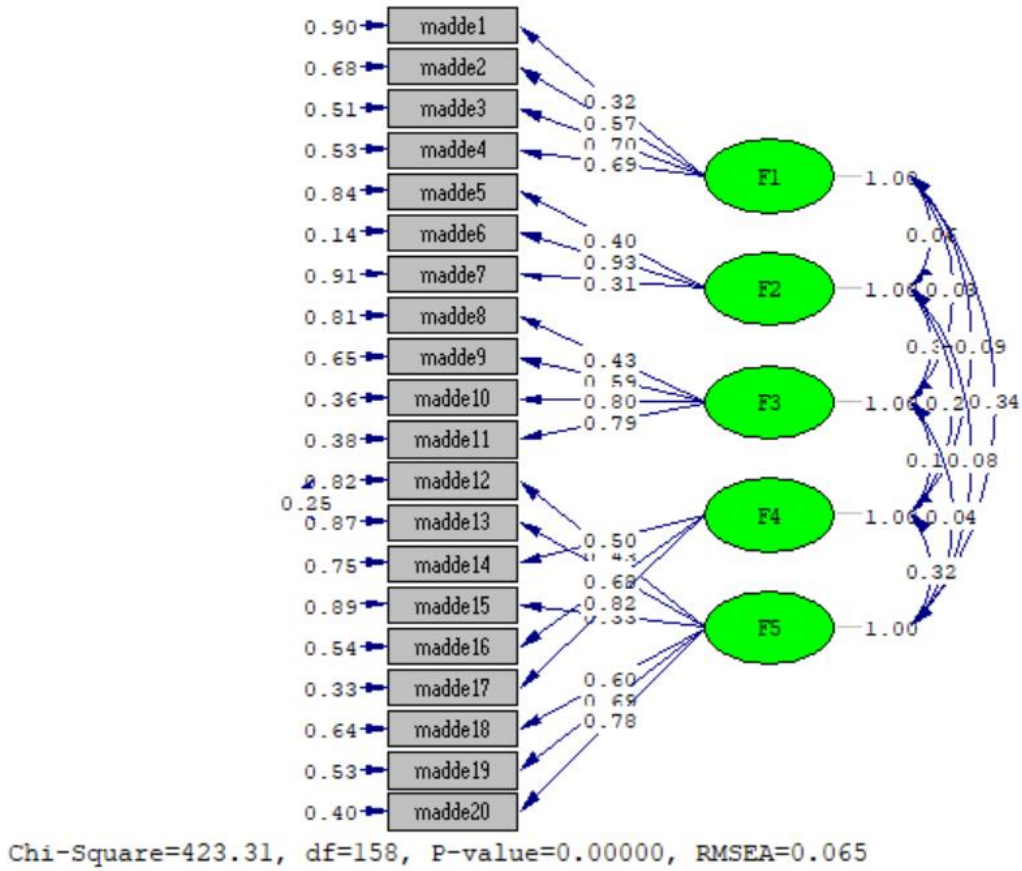 0.90 madde1
0.68 madde2
0.51 madde3
0.53 madde4
0.84 madde5
0.14 madde6
0.91 madde7
0.81 madde8
0.65 madde9
0.36 madde10
0.38 madde11
0.82 madde12
0.25
0.87 madde13
0.75 madde14
0.89 madde15
0.54 madde16
0.33 madde17
0.64 madde18
0.53 madde19
0.40 madde20
0.32
0.57
0.70
0.69
0.40
0.93
0.31
0.43
0.59
0.80
0.79
0.50
0.68
0.82
0.33
0.60
0.69
0.78
F1 1.00
F2 1.00 0.03
0.09
F3 1.00 0.34
0.08
F4 1.00 0.04
0.32
F5 1.00
Chi-Square=423.31, df=158, P-value=0.00000, RMSEA=0.065